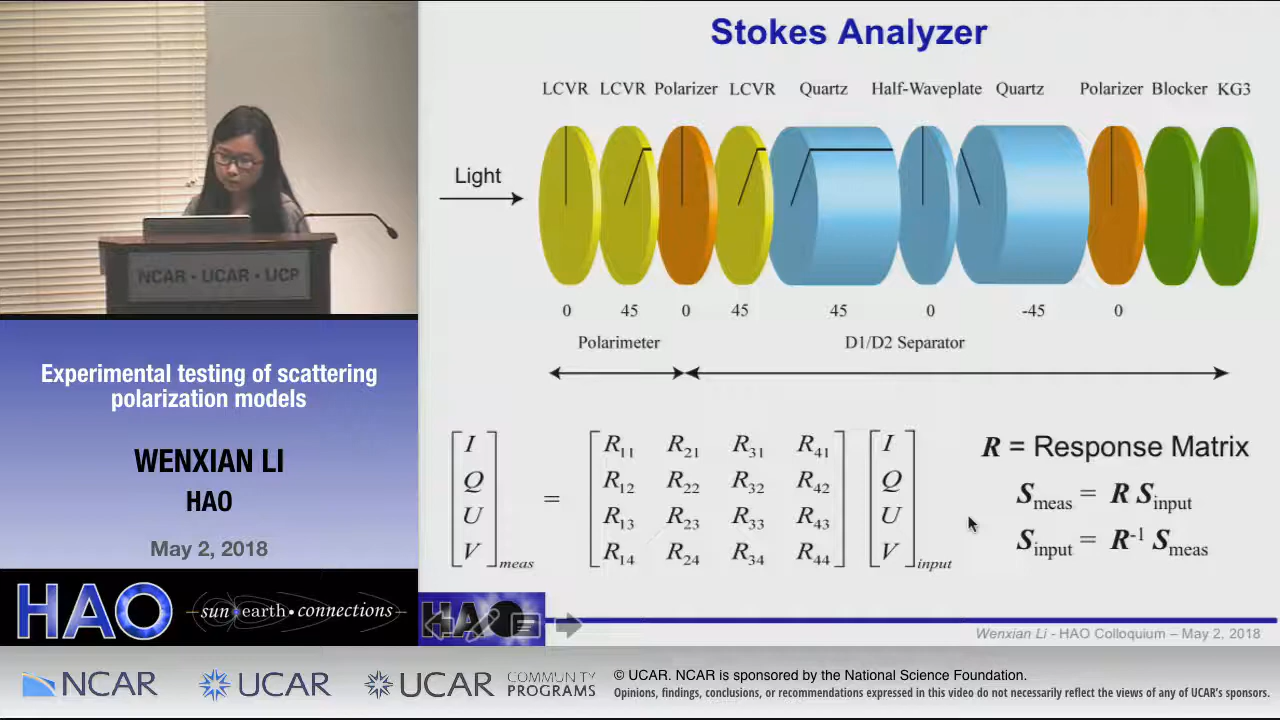 NCAR • UCAR • UCP
Experimental testing of scattering
polarization models
WENXIAN LI
HAO
May 2, 2018
HAO
sun • earth • connections
Stokes Analyzer
LCVR LCVR Polarizer LCVR Quartz Half-Waveplate Quartz Polarizer Blocker KG3
Light
0 45 0 45 45 0 -45 0
Polarimeter D1/D2 Separator
I R11 R21 R31 R41 I
Q R12 R22 R32 R42 Q
U R13 R23 R33 R43 U
V R14 R24 R34 R44 V
meas = input
R = Response Matrix
Smeas = R Sinput
Sinput = R-1 Smeas
HAO
Wenxian Li - HAO Colloquium – May 2, 2018
NCAR UCAR UCAR COMMUNITY PROGRAMS
© UCAR. NCAR is sponsored by the National Science Foundation.
Opinions, findings, conclusions, or recommendations expressed in this video do not necessarily reflect the views of any of UCAR's sponsors.